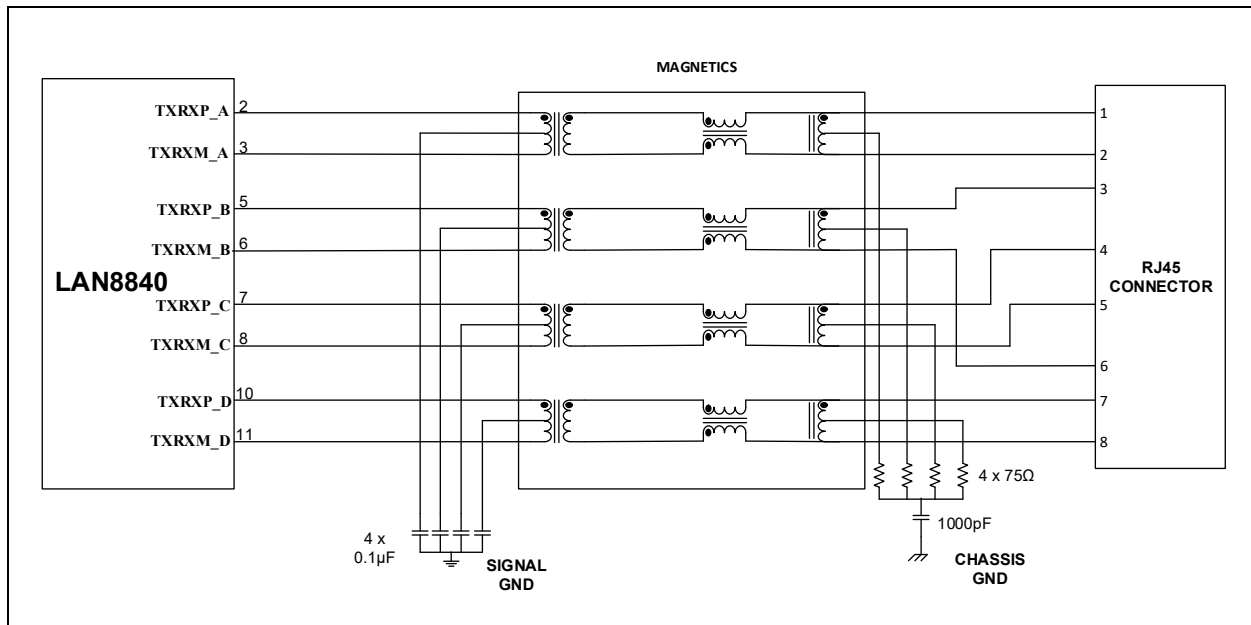 MAGNETICS
LAN8840
TXRXP_A 2
TXRXM_A 3
TXRXP_B 5
TXRXM_B 6
TXRXP_C 7
TXRXM_C 8
TXRXP_D 10
TXRXM_D 11
1
2
3
4
5
6
7
8
RJ45
CONNECTOR
4 x
0.1µF
SIGNAL
GND
4 x 75Ω
1000pF
CHASSIS
GND